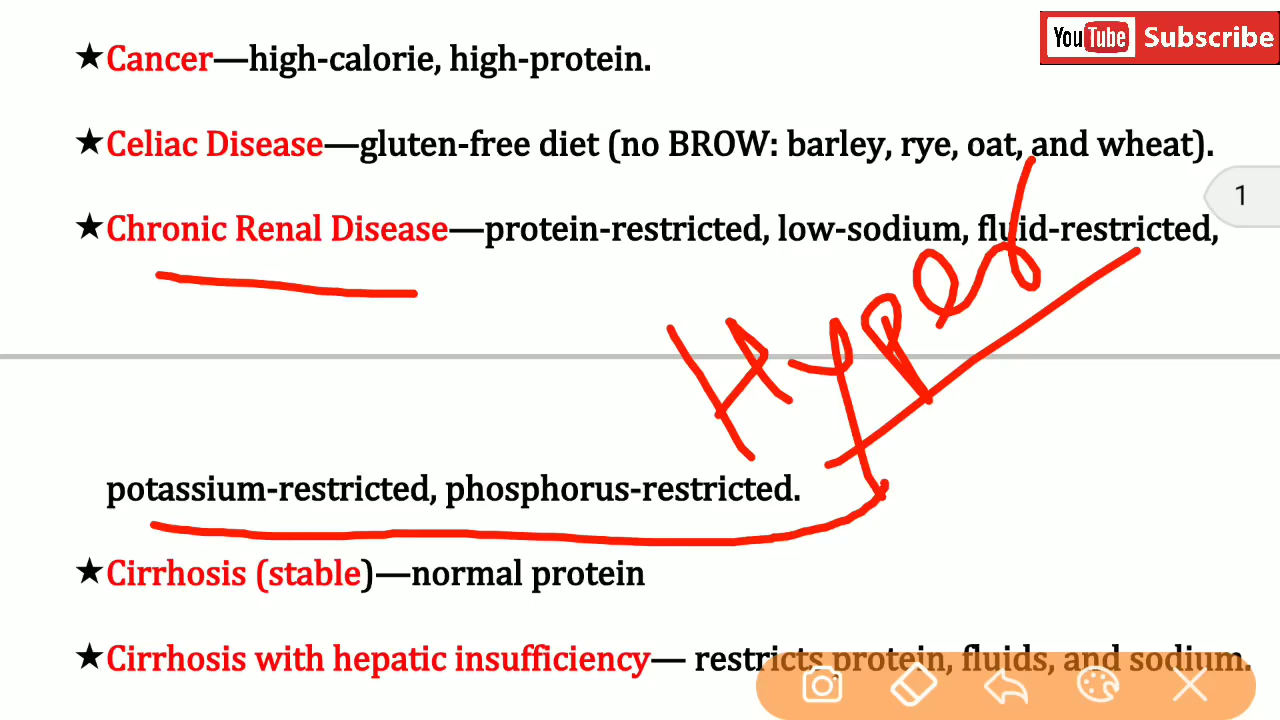 YouTube Subscribe
★Cancer—high-calorie, high-protein.
★Celiac Disease—gluten-free diet (no BROW: barley, rye, oat, and wheat).
1
★Chronic Renal Disease—protein-restricted, low-sodium, fluid-restricted,
Hyper
potassium-restricted, phosphorus-restricted.
★Cirrhosis (stable)—normal protein
★Cirrhosis with hepatic insufficiency— restricts protein, fluids, and sodium.